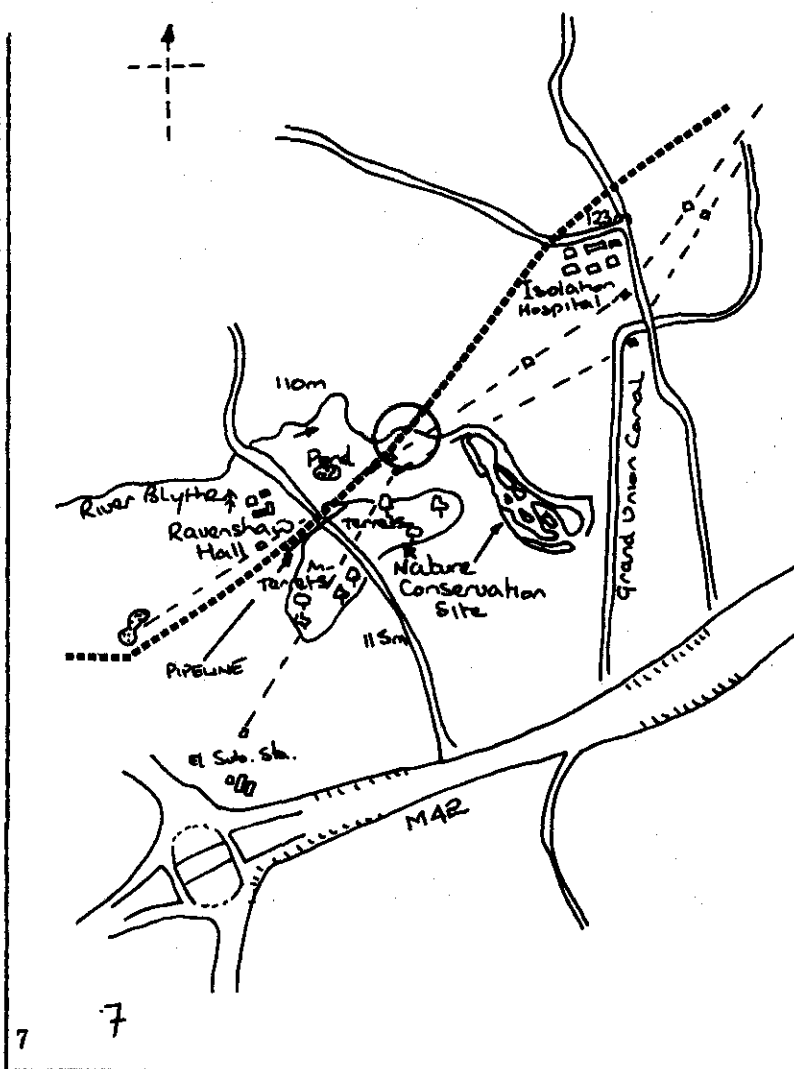 123
Isolation
Hospital
110m
Pond
River Blythe
Ravenshaw
Hall
Terrets
Terrets
Nature
Conservation
Site
Grand Union Canal
115m
PIPELINE
El Sub. Sta.
M42
7
7